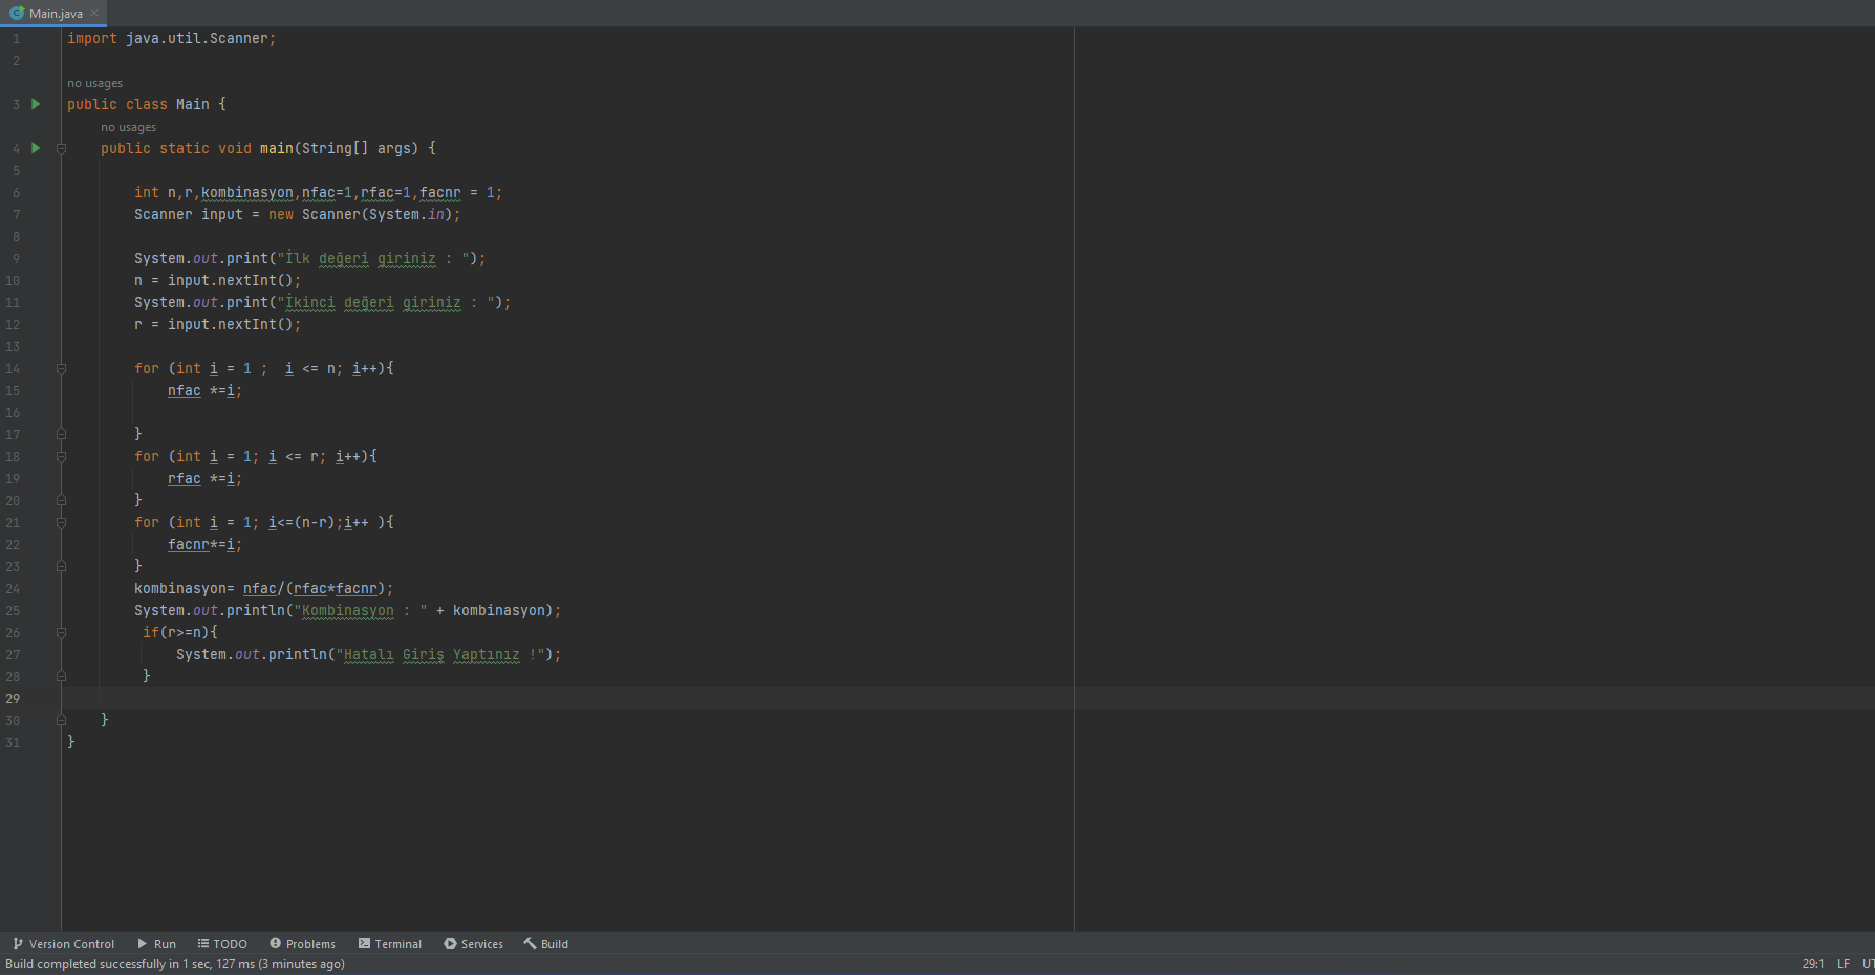 Main.java
1 import java.util.Scanner;
2
no usages
3 public class Main {
no usages
4 public static void main(String[] args) {
5
6 int n,r,kombinasyon,nfac=1,rfac=1,facnr = 1;
7 Scanner input = new Scanner(System.in);
8
9 System.out.print("İlk değeri giriniz : ");
10 n = input.nextInt();
11 System.out.print("İkinci değeri giriniz : ");
12 r = input.nextInt();
13
14 for (int i = 1 ;  i <= n; i++){
15 nfac *=i;
16
17 }
18 for (int i = 1; i <= r; i++){
19 rfac *=i;
20 }
21 for (int i = 1; i<=(n-r);i++ ){
22 facnr*=i;
23 }
24 kombinasyon= nfac/(rfac*facnr);
25 System.out.println("Kombinasyon : " + kombinasyon);
26 if(r>=n){
27 System.out.println("Hatalı Giriş Yaptınız !");
28 }
29
30 }
31 }
Version Control Run TODO Problems Terminal Services Build
Build completed successfully in 1 sec, 127 ms (3 minutes ago) 29:1 LF